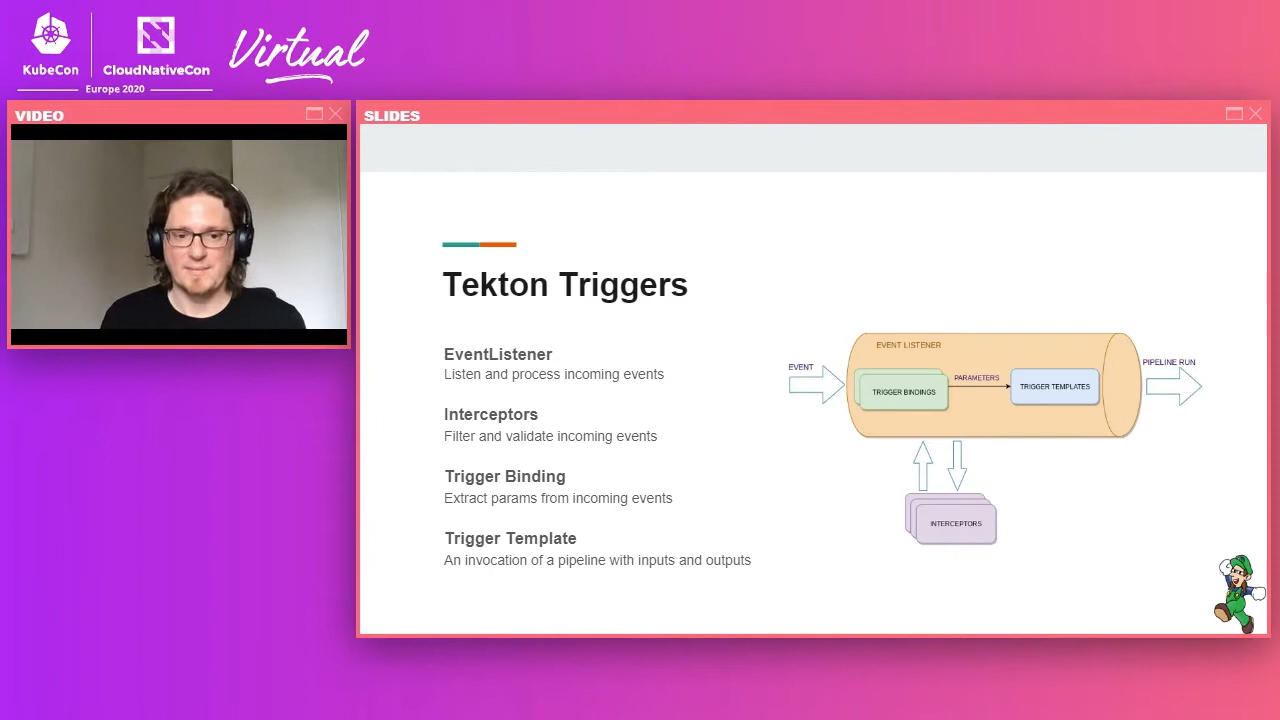 KubeCon
CloudNativeCon
Europe 2020
Virtual
VIDEO
SLIDES
Tekton Triggers
EventListener
Listen and process incoming events
Interceptors
Filter and validate incoming events
Trigger Binding
Extract params from incoming events
Trigger Template
An invocation of a pipeline with inputs and outputs
EVENT
EVENT LISTENER
TRIGGER BINDINGS
PARAMETERS
TRIGGER TEMPLATES
PIPELINE RUN
INTERCEPTORS